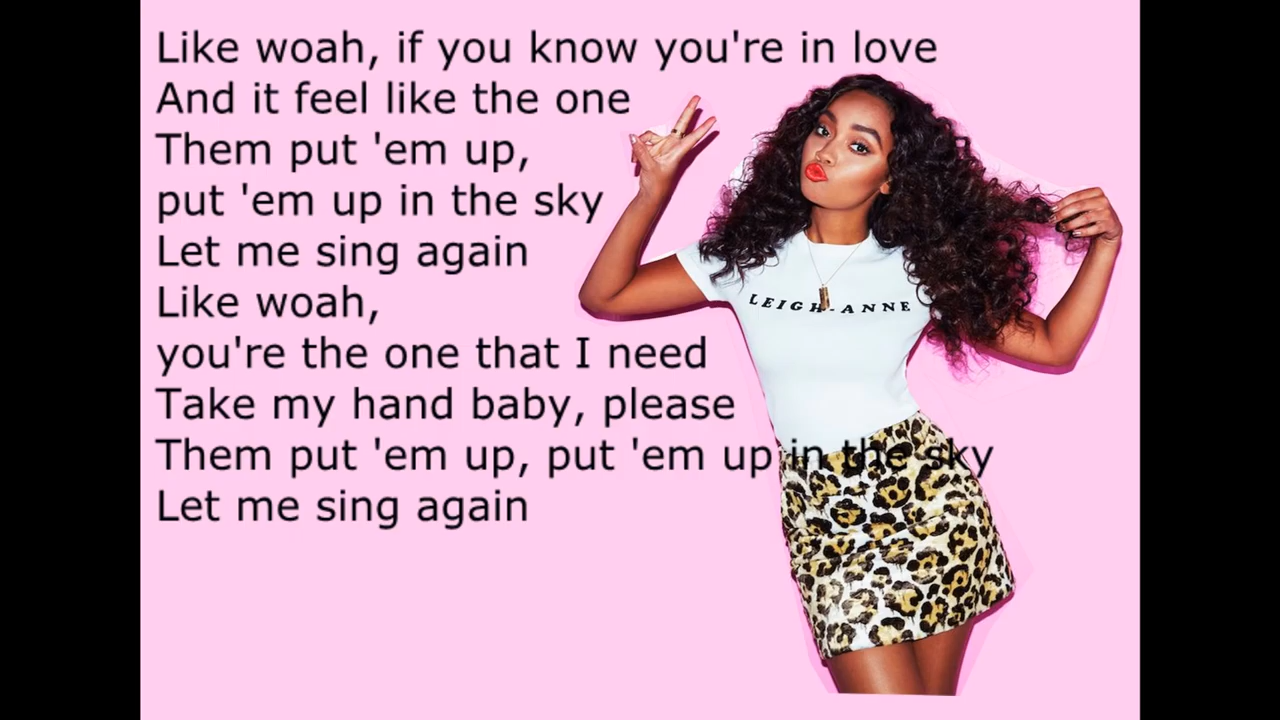 Like woah, if you know you're in love
And it feel like the one
Them put 'em up,
put 'em up in the sky
Let me sing again
Like woah,
you're the one that I need
Take my hand baby, please
Them put 'em up, put 'em up in the sky
Let me sing again
LEIGH-ANNE